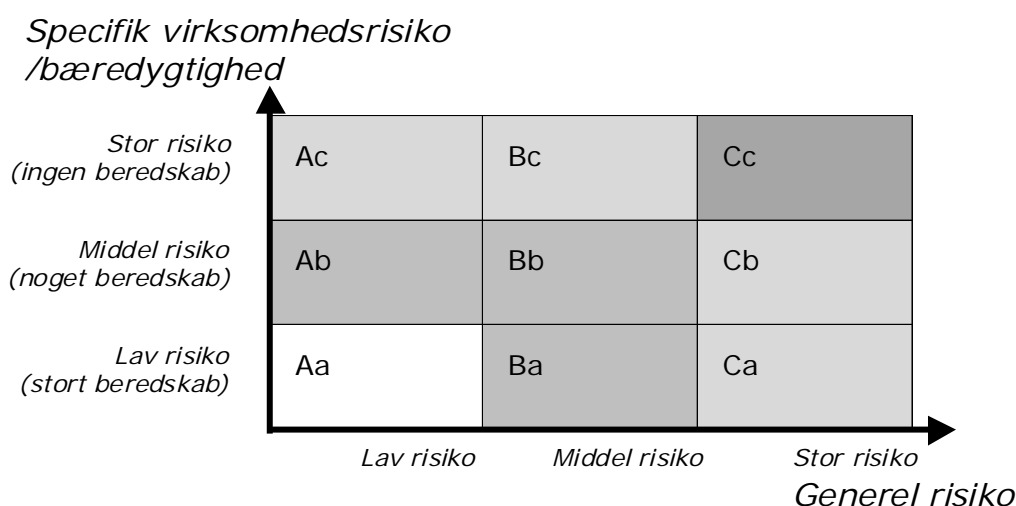 Specifik virksomhedsrisiko
/bæredygtighed
Stor risiko
(ingen beredskab)
Ac
Bc
Cc
Middel risiko
(noget beredskab)
Ab
Bb
Cb
Lav risiko
(stort beredskab)
Aa
Ba
Ca
Lav risiko
Middel risiko
Stor risiko
Generel risiko